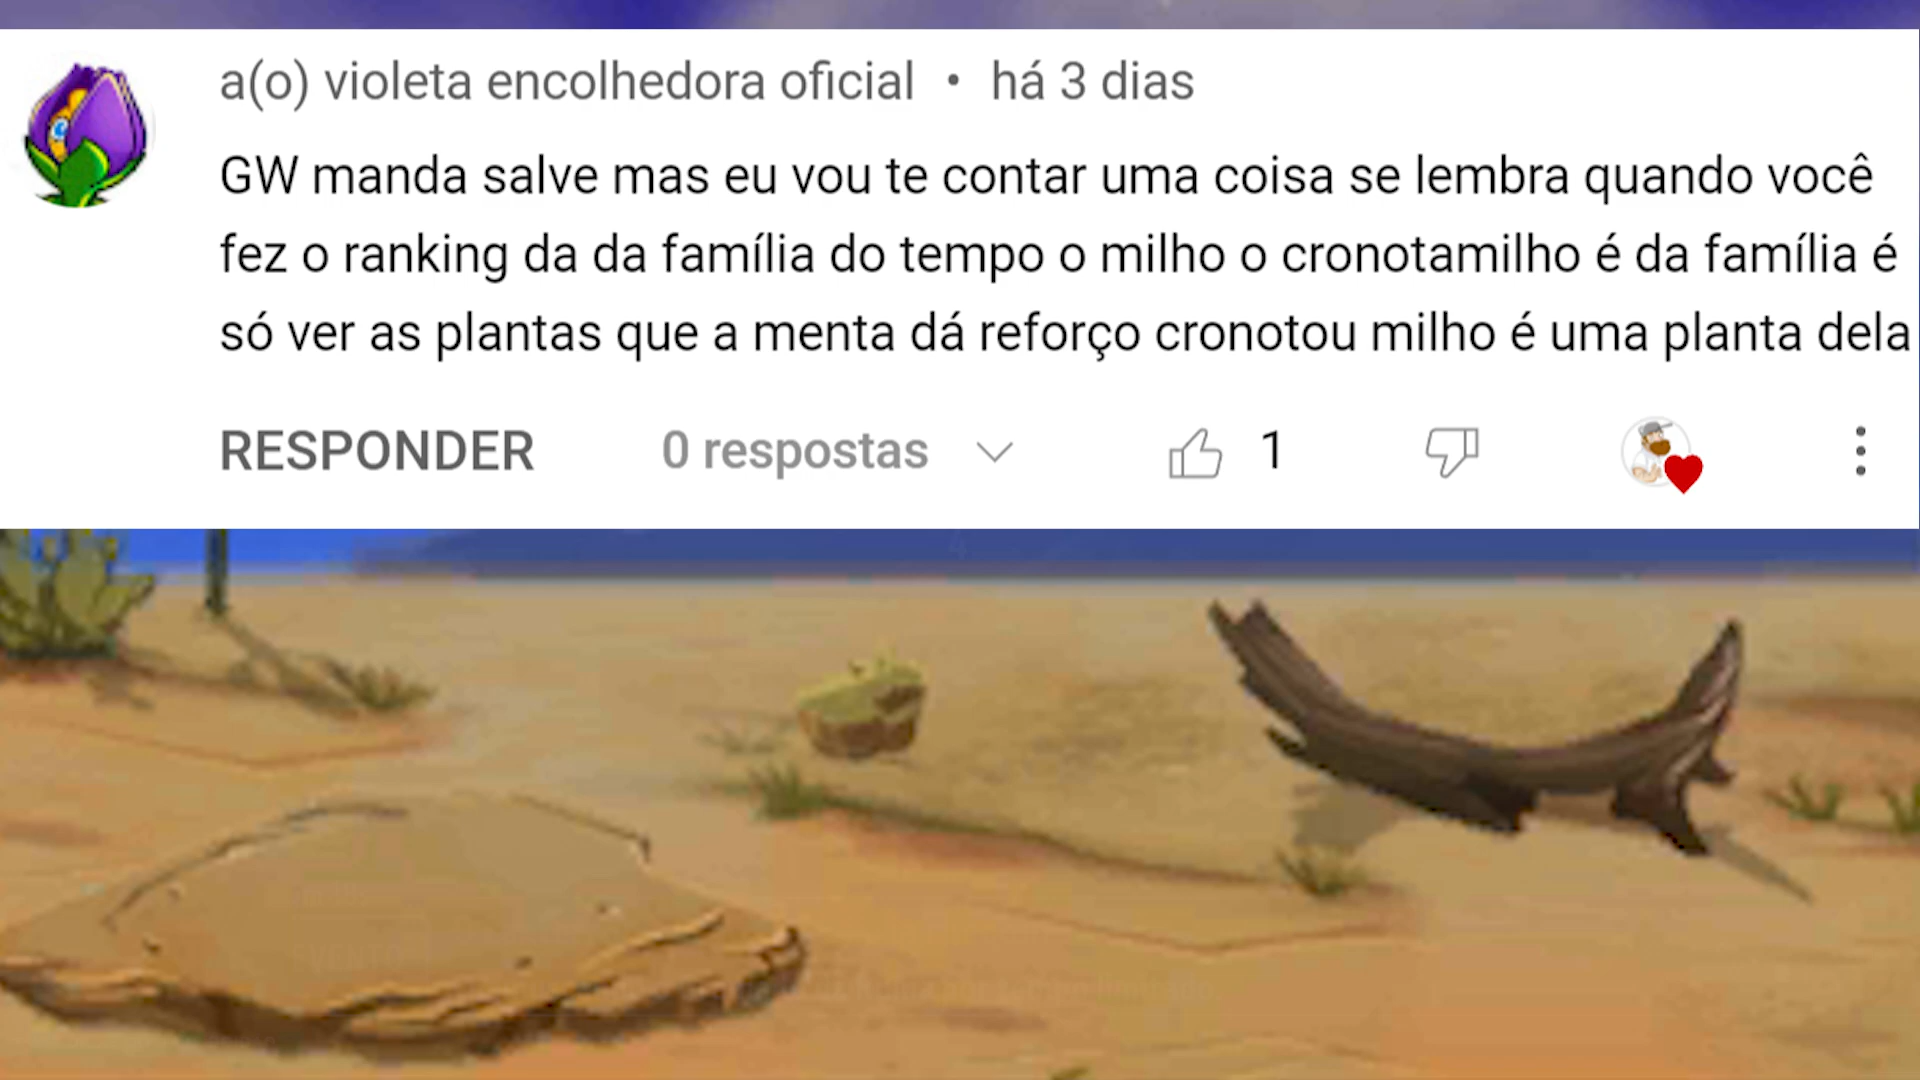 a(o) violeta encolhedora oficial • há 3 dias
GW manda salve mas eu vou te contar uma coisa se lembra quando você
fez o ranking da da família do tempo o milho o cronotamilho é da família é
só ver as plantas que a menta dá reforço cronotou milho é uma planta dela
RESPONDER 0 respostas 1